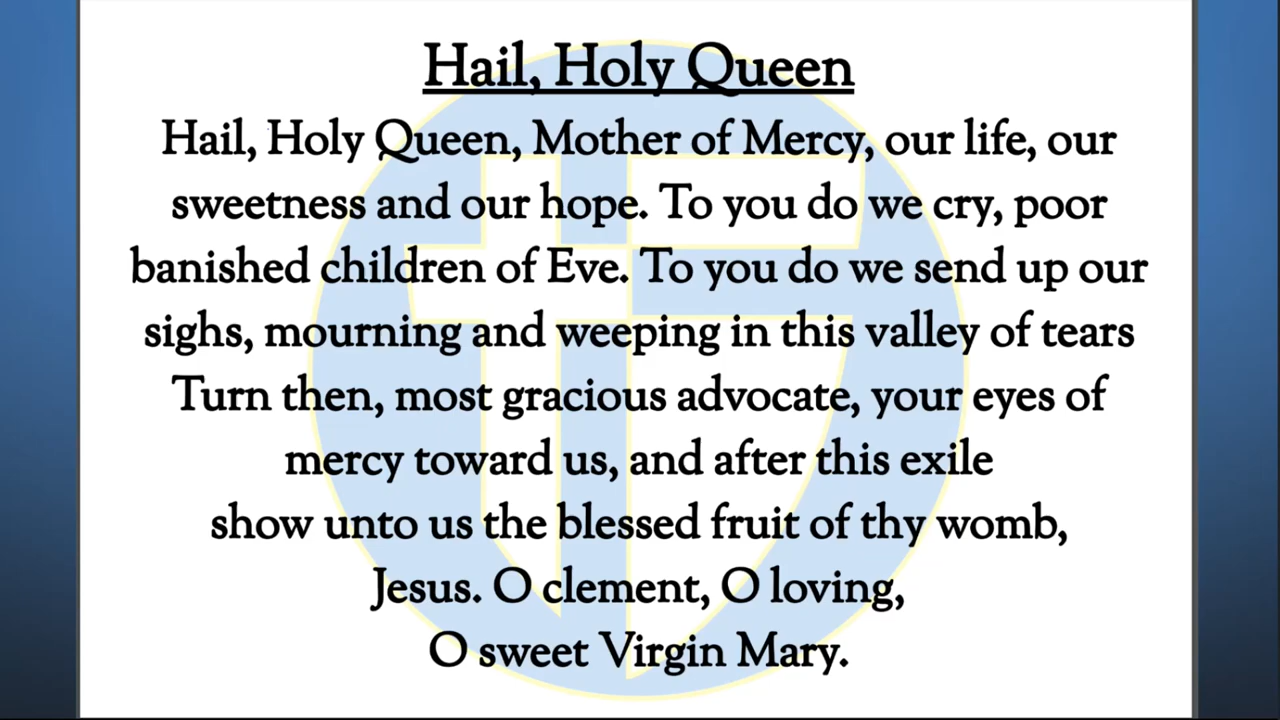 Hail, Holy Queen
Hail, Holy Queen, Mother of Mercy, our life, our
sweetness and our hope. To you do we cry, poor
banished children of Eve. To you do we send up our
sighs, mourning and weeping in this valley of tears
Turn then, most gracious advocate, your eyes of
mercy toward us, and after this exile
show unto us the blessed fruit of thy womb,
Jesus. O clement, O loving,
O sweet Virgin Mary.